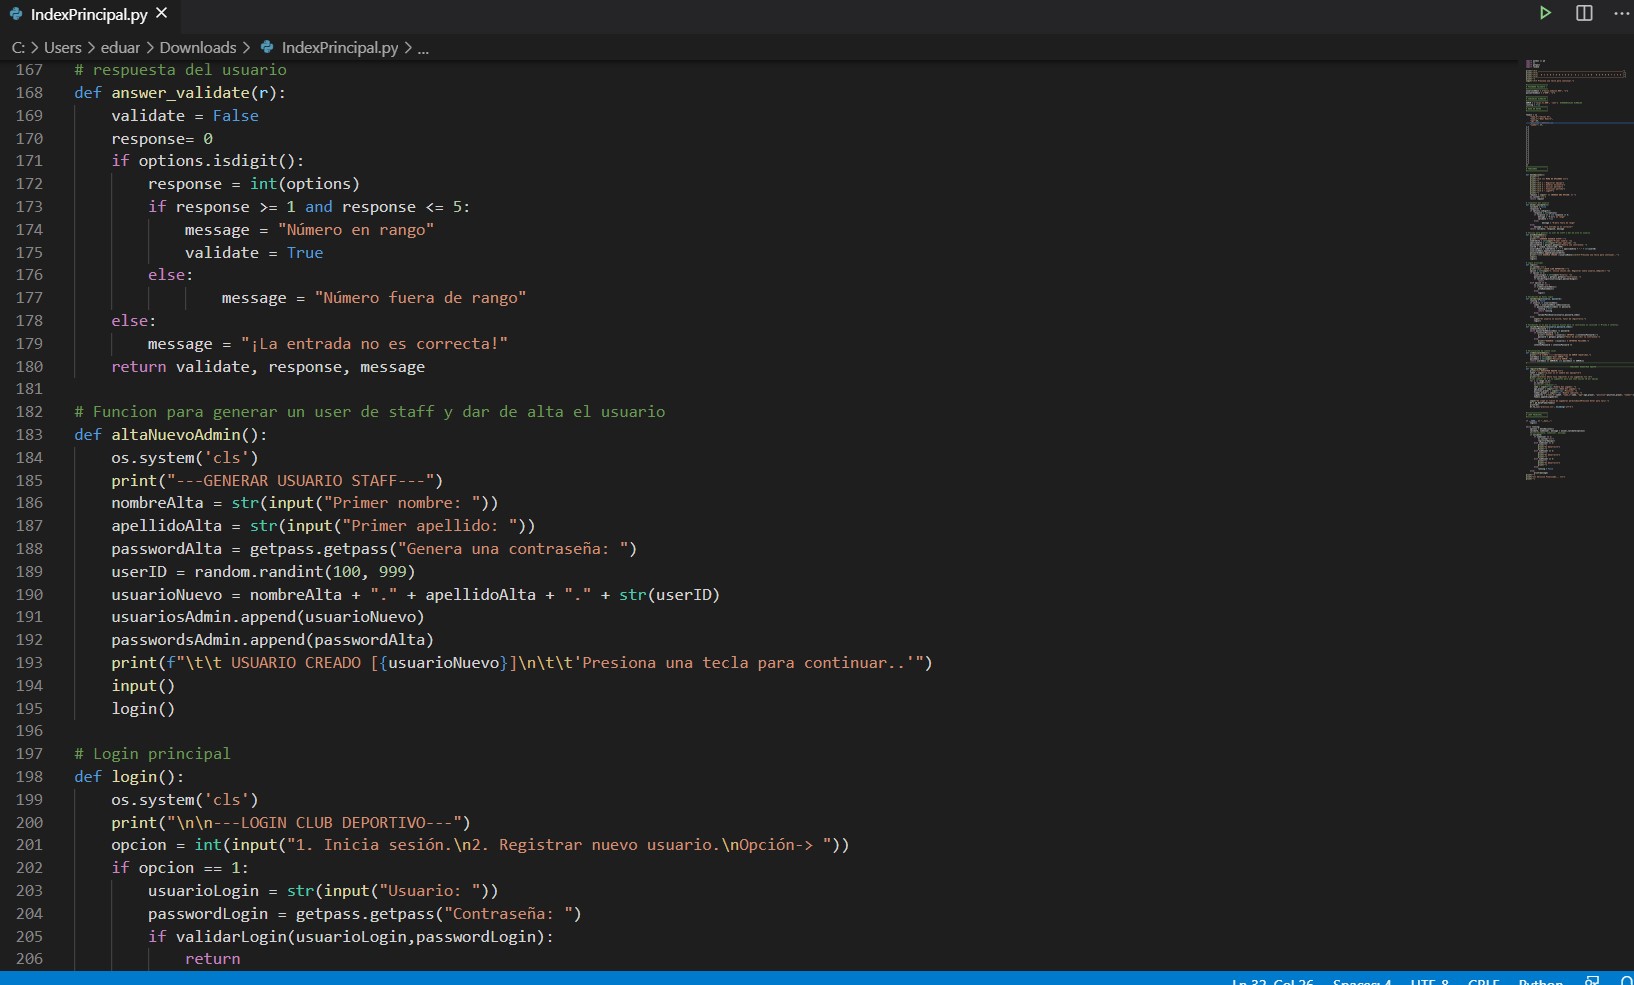 IndexPrincipal.py
C: > Users > eduar > Downloads > IndexPrincipal.py > ...
167 # respuesta del usuario
168 def answer_validate(r):
169     validate = False
170     response= 0
171     if options.isdigit():
172         response = int(options)
173         if response >= 1 and response <= 5:
174             message = "Número en rango"
175             validate = True
176         else:
177                 message = "Número fuera de rango"
178     else:
179         message = "¡La entrada no es correcta!"
180     return validate, response, message
181
182 # Funcion para generar un user de staff y dar de alta el usuario
183 def altaNuevoAdmin():
184     os.system('cls')
185     print("---GENERAR USUARIO STAFF---")
186     nombreAlta = str(input("Primer nombre: "))
187     apellidoAlta = str(input("Primer apellido: "))
188     passwordAlta = getpass.getpass("Genera una contraseña: ")
189     userID = random.randint(100, 999)
190     usuarioNuevo = nombreAlta + "." + apellidoAlta + "." + str(userID)
191     usuariosAdmin.append(usuarioNuevo)
192     passwordsAdmin.append(passwordAlta)
193     print(f"\t\t USUARIO CREADO [{usuarioNuevo}]\n\t\t'Presiona una tecla para continuar..'")
194     input()
195     login()
196
197 # Login principal
198 def login():
199     os.system('cls')
200     print("\n\n---LOGIN CLUB DEPORTIVO---")
201     opcion = int(input("1. Inicia sesión.\n2. Registrar nuevo usuario.\nOpción-> "))
202     if opcion == 1:
203         usuarioLogin = str(input("Usuario: "))
204         passwordLogin = getpass.getpass("Contraseña: ")
205         if validarLogin(usuarioLogin,passwordLogin):
206             return
Ln 32, Col 26 Spaces: 4 UTF-8 CRLF Python